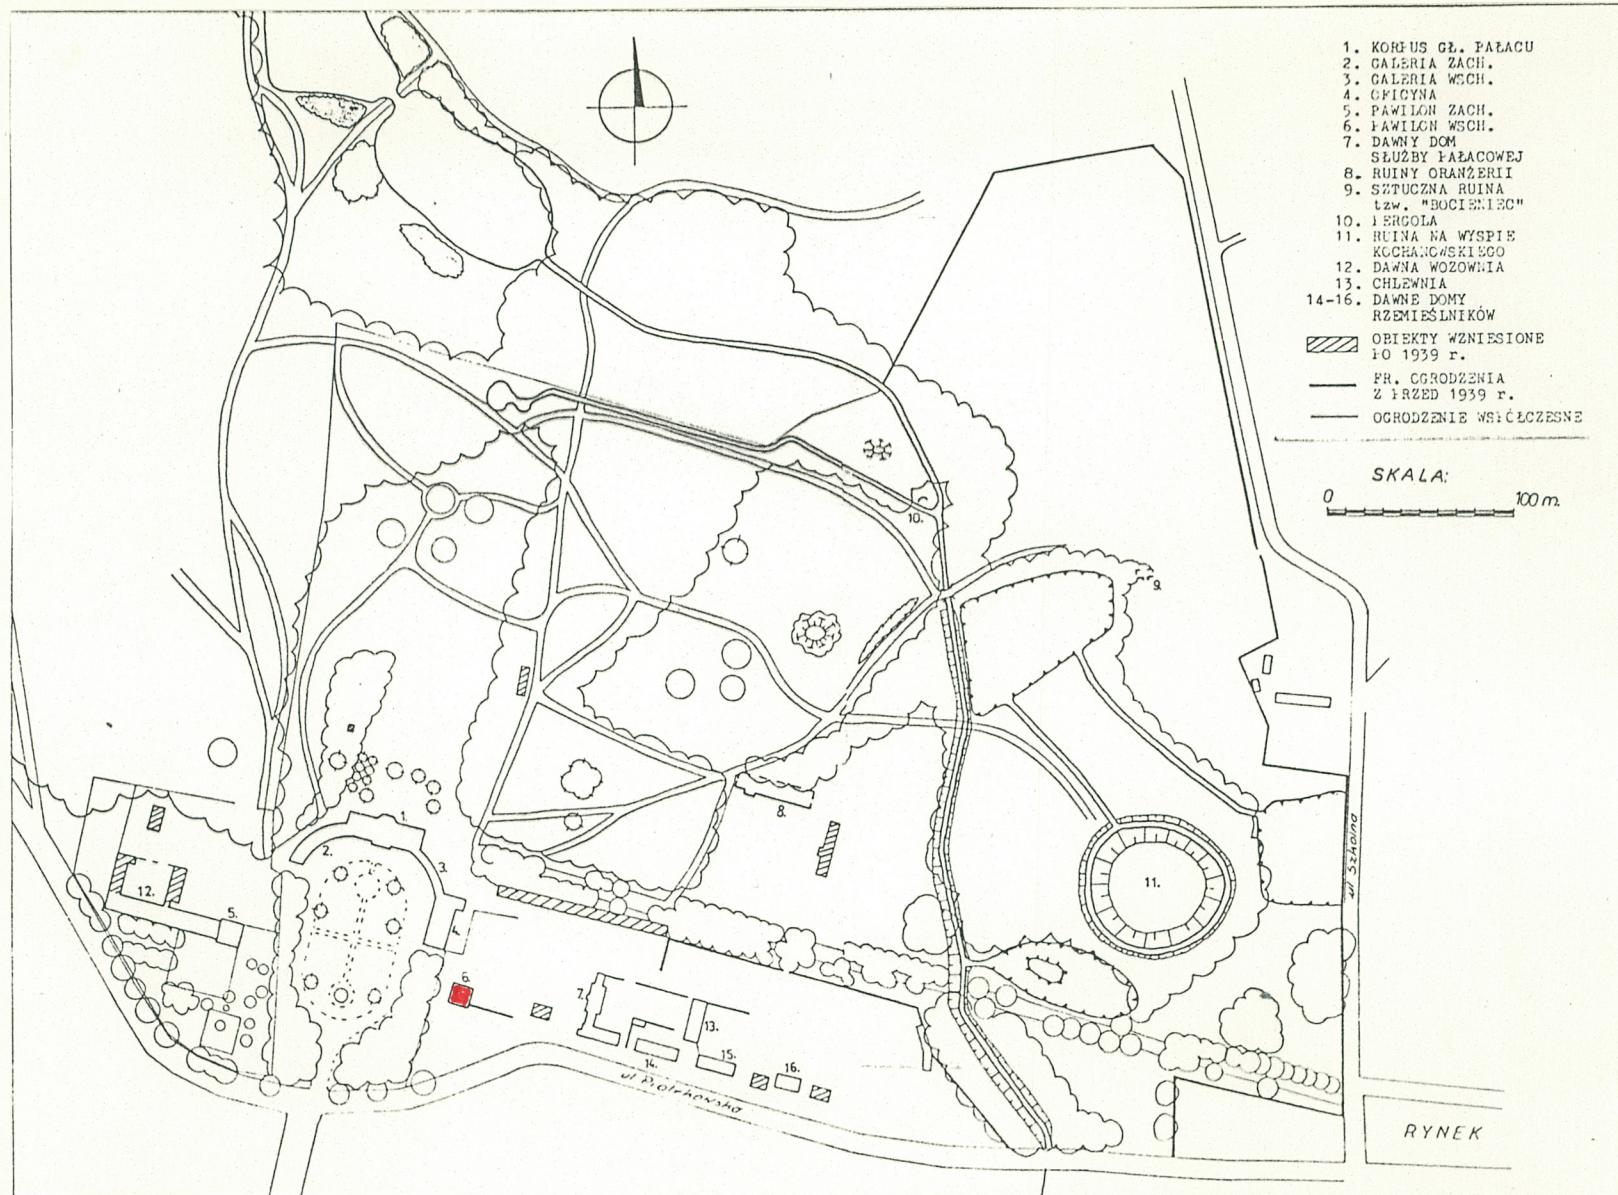 1. KORPUS GŁ. PAŁACU
2. GALERIA ZACH.
3. GALERIA WSCH.
4. OFICYNA
5. PAWILON ZACH.
6. PAWILON WSCH.
7. DAWNY DOM
SŁUŻBY PAŁACOWEJ
8. RUINY ORANŻERII
9. SZTUCZNA RUINA
tzw. "BOCIENIEC"
10. PERGOLA
11. RUINA NA WYSPIE
KOCHANOWSKIEGO
12. DAWNA WOZOWNIA
13. CHLEWNIA
14-16. DAWNE DOMY
RZEMIEŚLNIKÓW
OBIEKTY WZNIESIONE
PO 1939 r.
FR. OGRODZENIA
Z PRZED 1939 r.
OGRODZENIE WSPÓŁCZESNE
SKALA:
0 100 m.
10.
9.
1.
8.
2.
3.
11.
12.
5.
4.
6.
7.
13.
14.
15.
16.
ul Szkolna
ul Piotrkowska
RYNEK